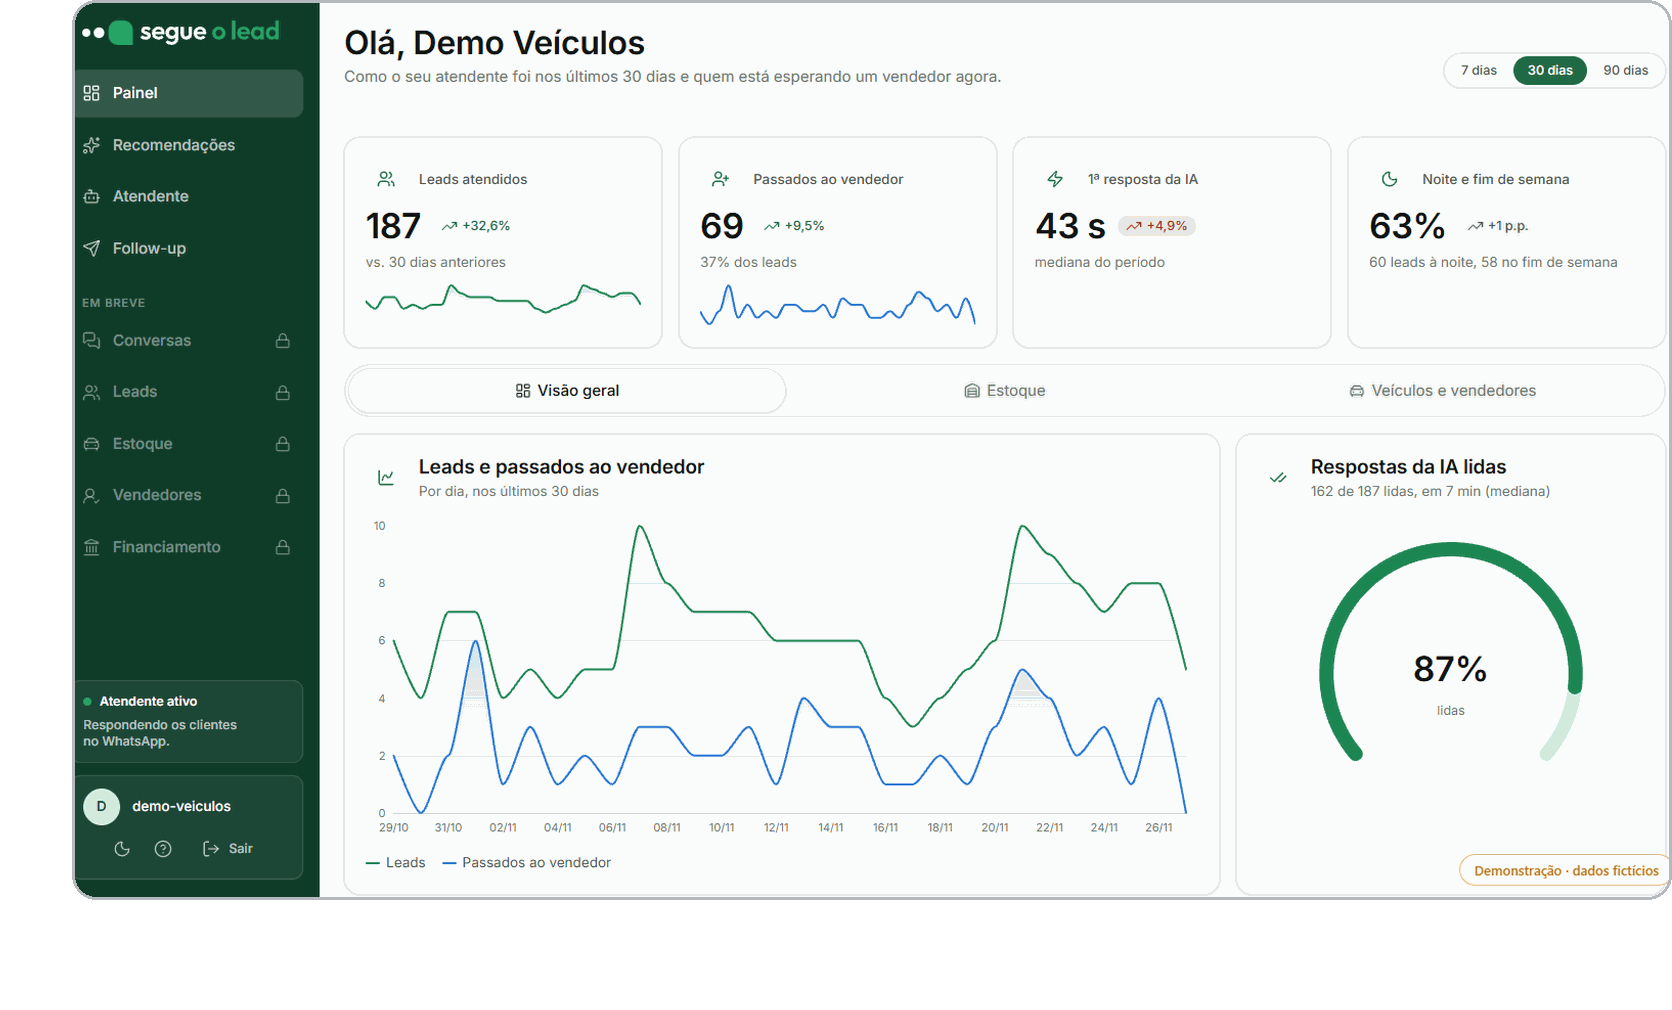 segue o lead
Painel
Recomendações
Atendente
Follow-up
EM BREVE
Conversas
Leads
Estoque
Vendedores
Financiamento
Atendente ativo
Respondendo os clientes
no WhatsApp.
D
demo-veiculos
Sair
Olá, Demo Veículos
Como o seu atendente foi nos últimos 30 dias e quem está esperando um vendedor agora.
7 dias
30 dias
90 dias
Leads atendidos
187
+32,6%
vs. 30 dias anteriores
Passados ao vendedor
69
+9,5%
37% dos leads
1ª resposta da IA
43 s
+4,9%
mediana do período
Noite e fim de semana
63%
+1 p.p.
60 leads à noite, 58 no fim de semana
Visão geral
Estoque
Veículos e vendedores
Leads e passados ao vendedor
Por dia, nos últimos 30 dias
10
8
6
4
2
0
29/10
31/10
02/11
04/11
06/11
08/11
10/11
12/11
14/11
16/11
18/11
20/11
22/11
24/11
26/11
Leads
Passados ao vendedor
Respostas da IA lidas
162 de 187 lidas, em 7 min (mediana)
87%
lidas
Demonstração · dados fictícios